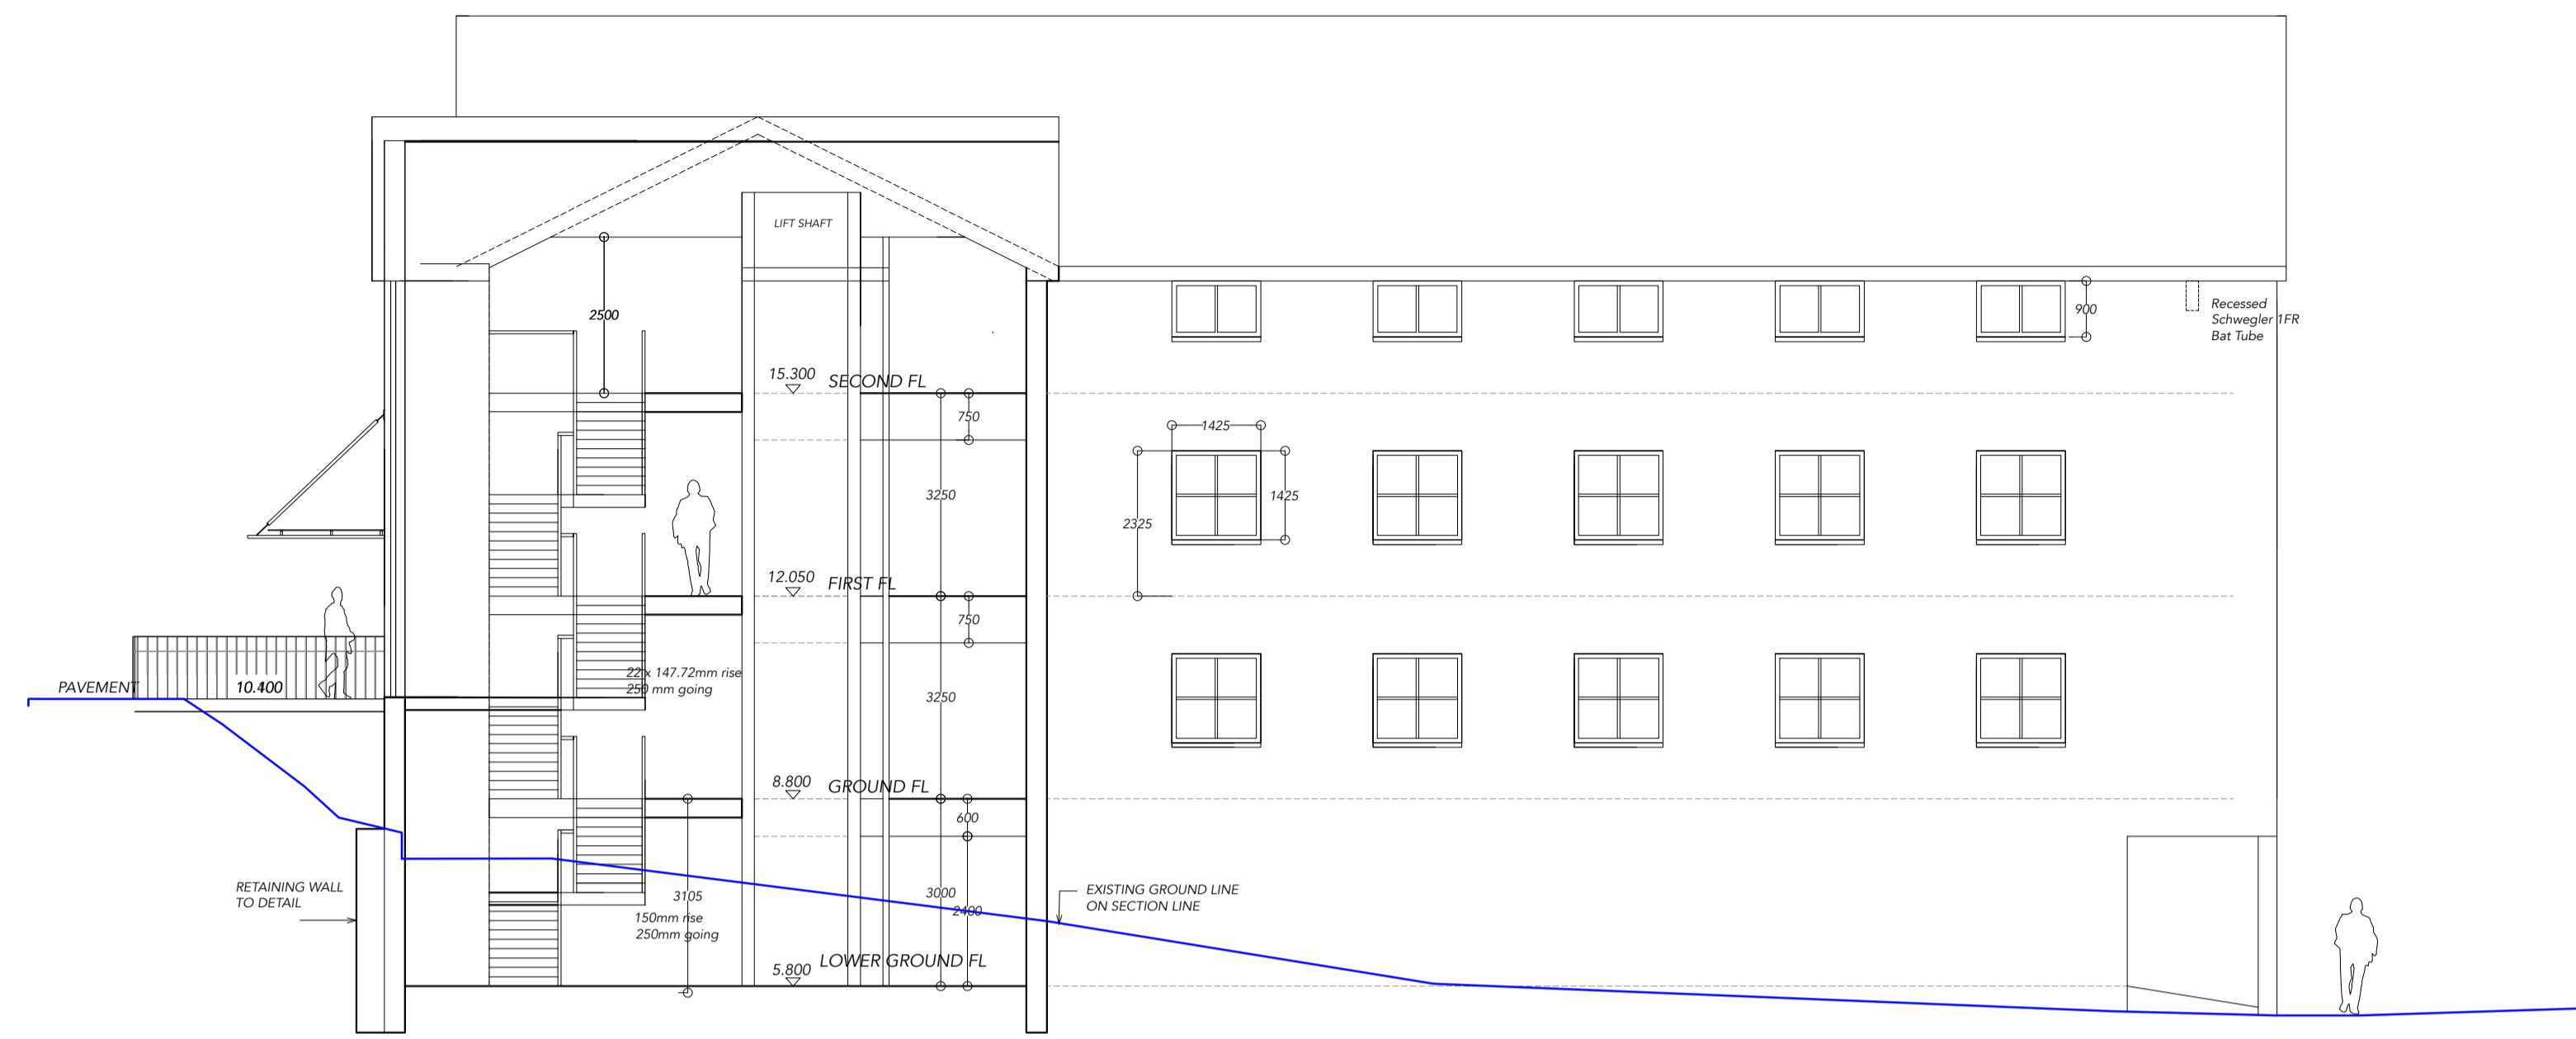 LIFT SHAFT
2500
900
Recessed
Schwegler 1FR
Bat Tube
15.300
SECOND FL
750
1425
3250
1425
2325
12.050
FIRST FL
750
22 x 147.72mm rise
250 mm going
PAVEMENT
10.400
3250
8.800
GROUND FL
600
RETAINING WALL
TO DETAIL
3105
3000
2400
EXISTING GROUND LINE
ON SECTION LINE
150mm rise
250mm going
5.800
LOWER GROUND FL